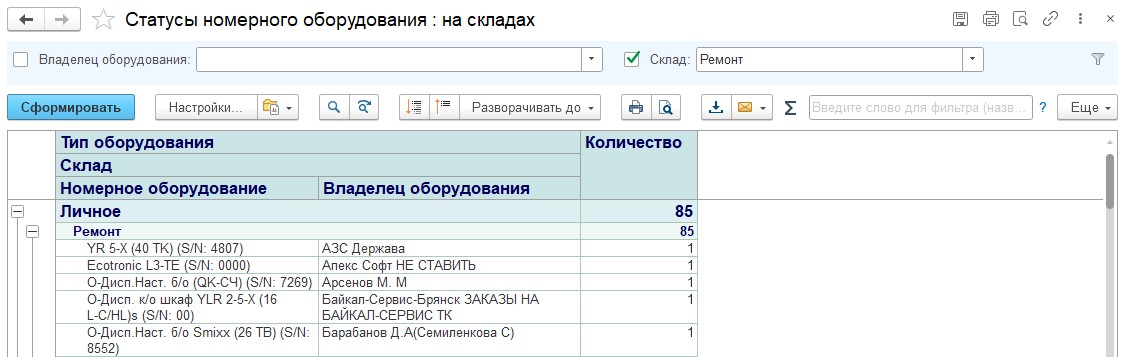 Статусы номерного оборудования : на складах
Владелец оборудования:
Склад: Ремонт
Сформировать Настройки... Разворачивать до Σ Введите слово для фильтра (назв... ? Еще
Тип оборудования Количество
Склад
Номерное оборудование Владелец оборудования
Личное 85
Ремонт 85
YR 5-X (40 TK) (S/N: 4807) АЗС Держава 1
Ecotronic L3-TE (S/N: 0000) Апекс Софт НЕ СТАВИТЬ 1
О-Дисп.Наст. б/о (QK-СЧ) (S/N: 7269) Арсенов М. М 1
О-Дисп. к/о шкаф YLR 2-5-X (16 Байкал-Сервис-Брянск ЗАКАЗЫ НА 1
L-C/HL)s (S/N: 00) БАЙКАЛ-СЕРВИС ТК
О-Дисп.Наст. б/о Smixx (26 TB) (S/N: Барабанов Д.А(Семиленкова С) 1
8552)